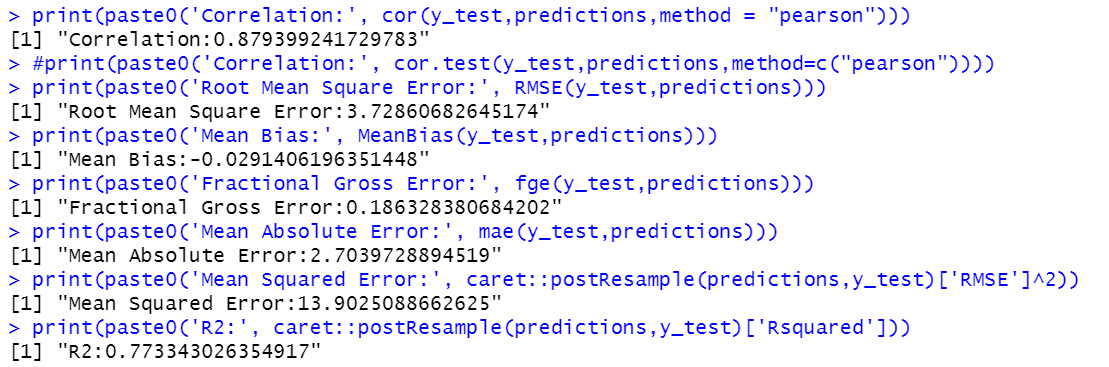 > print(paste0('Correlation:', cor(y_test,predictions,method = "pearson")))
[1] "Correlation:0.879399241729783"
> #print(paste0('Correlation:', cor.test(y_test,predictions,method=c("pearson"))))
> print(paste0('Root Mean Square Error:', RMSE(y_test,predictions)))
[1] "Root Mean Square Error:3.72860682645174"
> print(paste0('Mean Bias:', MeanBias(y_test,predictions)))
[1] "Mean Bias:-0.0291406196351448"
> print(paste0('Fractional Gross Error:', fge(y_test,predictions)))
[1] "Fractional Gross Error:0.186328380684202"
> print(paste0('Mean Absolute Error:', mae(y_test,predictions)))
[1] "Mean Absolute Error:2.7039728894519"
> print(paste0('Mean Squared Error:', caret::postResample(predictions,y_test)['RMSE']^2))
[1] "Mean Squared Error:13.9025088662625"
> print(paste0('R2:', caret::postResample(predictions,y_test)['Rsquared']))
[1] "R2:0.773343026354917"